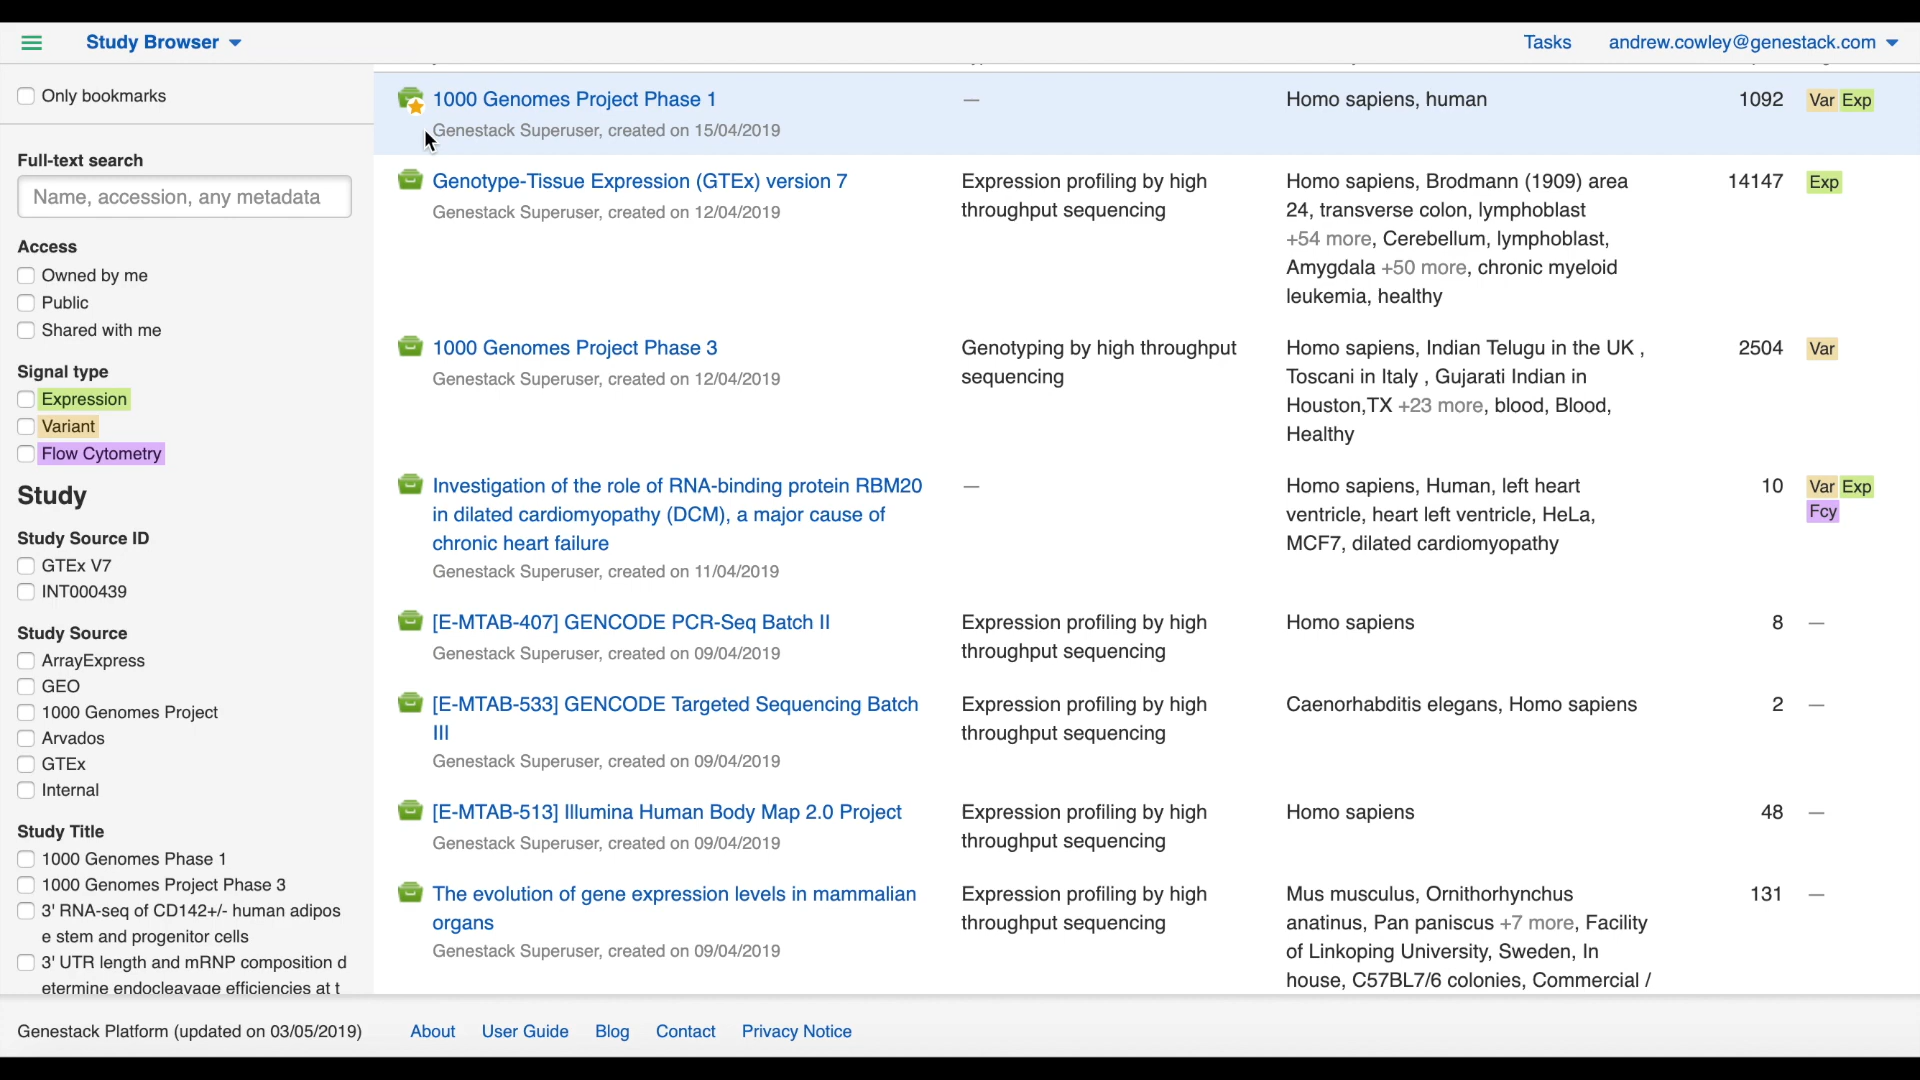 Study Browser
Tasks
andrew.cowley@genestack.com
Only bookmarks
Full-text search
Name, accession, any metadata
Access
Owned by me
Public
Shared with me
Signal type
Expression
Variant
Flow Cytometry
Study
Study Source ID
GTEx V7
INT000439
Study Source
ArrayExpress
GEO
1000 Genomes Project
Arvados
GTEx
Internal
Study Title
1000 Genomes Phase 1
1000 Genomes Project Phase 3
3' RNA-seq of CD142+/- human adipos
e stem and progenitor cells
3' UTR length and mRNP composition d
etermine endocleavage efficiencies at t
1000 Genomes Project Phase 1
Genestack Superuser, created on 15/04/2019
—
Homo sapiens, human
1092
Var Exp
Genotype-Tissue Expression (GTEx) version 7
Genestack Superuser, created on 12/04/2019
Expression profiling by high
throughput sequencing
Homo sapiens, Brodmann (1909) area
24, transverse colon, lymphoblast
+54 more, Cerebellum, lymphoblast,
Amygdala +50 more, chronic myeloid
leukemia, healthy
14147
Exp
1000 Genomes Project Phase 3
Genestack Superuser, created on 12/04/2019
Genotyping by high throughput
sequencing
Homo sapiens, Indian Telugu in the UK ,
Toscani in Italy , Gujarati Indian in
Houston,TX +23 more, blood, Blood,
Healthy
2504
Var
Investigation of the role of RNA-binding protein RBM20
in dilated cardiomyopathy (DCM), a major cause of
chronic heart failure
Genestack Superuser, created on 11/04/2019
—
Homo sapiens, Human, left heart
ventricle, heart left ventricle, HeLa,
MCF7, dilated cardiomyopathy
10
Var Exp
Fcy
[E-MTAB-407] GENCODE PCR-Seq Batch II
Genestack Superuser, created on 09/04/2019
Expression profiling by high
throughput sequencing
Homo sapiens
8
—
[E-MTAB-533] GENCODE Targeted Sequencing Batch
III
Genestack Superuser, created on 09/04/2019
Expression profiling by high
throughput sequencing
Caenorhabditis elegans, Homo sapiens
2
—
[E-MTAB-513] Illumina Human Body Map 2.0 Project
Genestack Superuser, created on 09/04/2019
Expression profiling by high
throughput sequencing
Homo sapiens
48
—
The evolution of gene expression levels in mammalian
organs
Genestack Superuser, created on 09/04/2019
Expression profiling by high
throughput sequencing
Mus musculus, Ornithorhynchus
anatinus, Pan paniscus +7 more, Facility
of Linkoping University, Sweden, In
house, C57BL7/6 colonies, Commercial /
131
—
Genestack Platform (updated on 03/05/2019)
About
User Guide
Blog
Contact
Privacy Notice